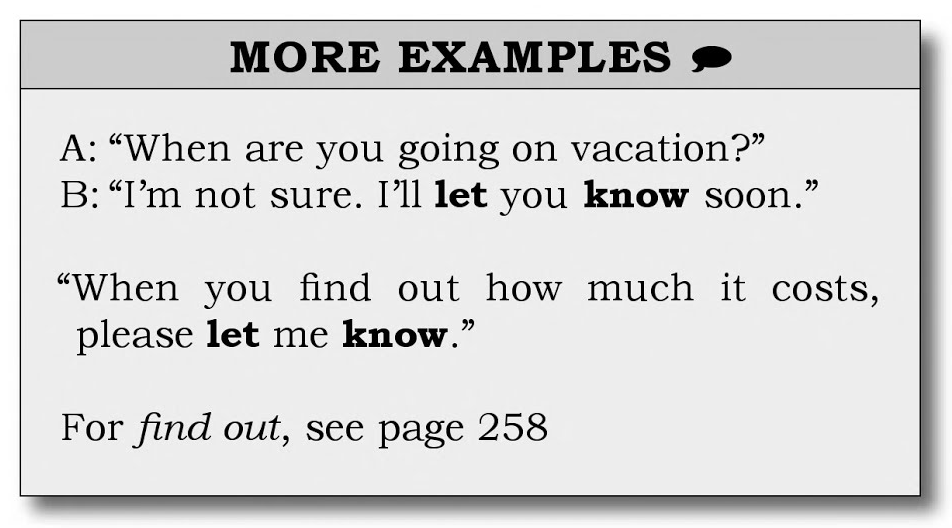 MORE EXAMPLES
A: “When are you going on vacation?”
B: “I’m not sure. I’ll let you know soon.”
“When you find out how much it costs,
please let me know.”
For find out, see page 258